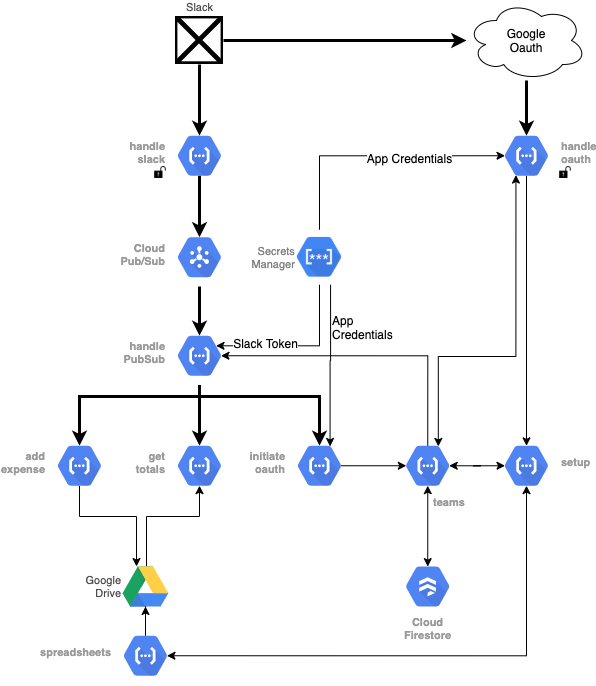 Slack
Google
Oauth
handle
slack
App Credentials
handle
oauth
Cloud
Pub/Sub
Secrets
Manager
[***]
App
Credentials
Slack Token
handle
PubSub
add
expense
get
totals
initiate
oauth
setup
teams
Google
Drive
Cloud
Firestore
spreadsheets